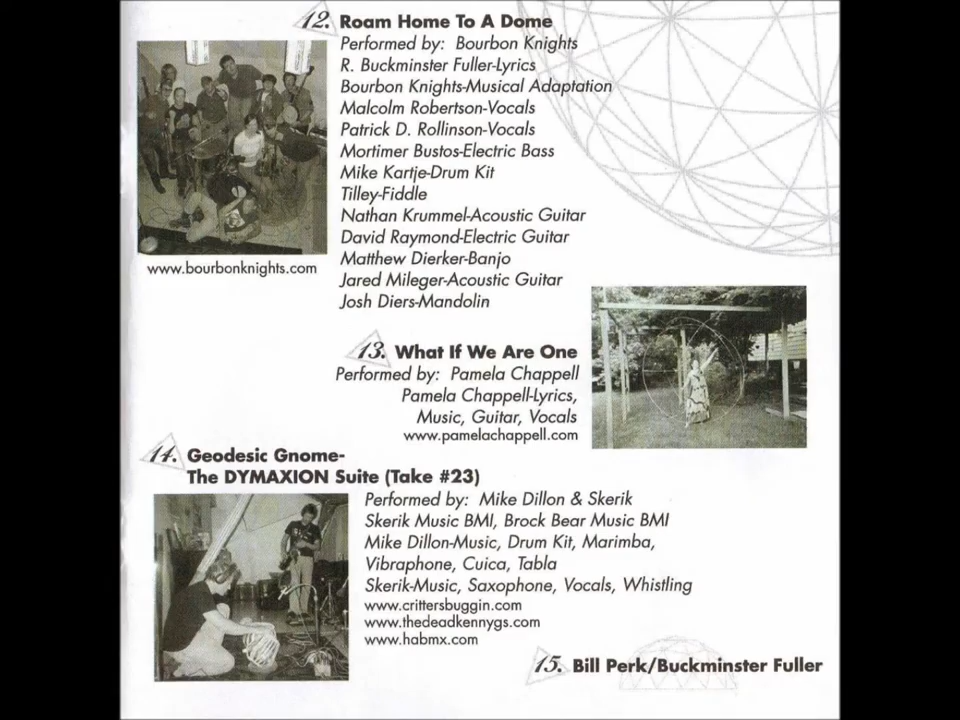 12. Roam Home To A Dome
Performed by: Bourbon Knights
R. Buckminster Fuller-Lyrics
Bourbon Knights-Musical Adaptation
Malcolm Robertson-Vocals
Patrick D. Rollinson-Vocals
Mortimer Bustos-Electric Bass
Mike Kartje-Drum Kit
Tilley-Fiddle
Nathan Krummel-Acoustic Guitar
David Raymond-Electric Guitar
Matthew Dierker-Banjo
Jared Mileger-Acoustic Guitar
Josh Diers-Mandolin
www.bourbonknights.com
13. What If We Are One
Performed by: Pamela Chappell
Pamela Chappell-Lyrics,
Music, Guitar, Vocals
www.pamelachappell.com
14. Geodesic Gnome-
The DYMAXION Suite (Take #23)
Performed by: Mike Dillon & Skerik
Skerik Music BMI, Brock Bear Music BMI
Mike Dillon-Music, Drum Kit, Marimba,
Vibraphone, Cuica, Tabla
Skerik-Music, Saxophone, Vocals, Whistling
www.crittersbuggin.com
www.thedeadkennygs.com
www.habmx.com
15. Bill Perk/Buckminster Fuller